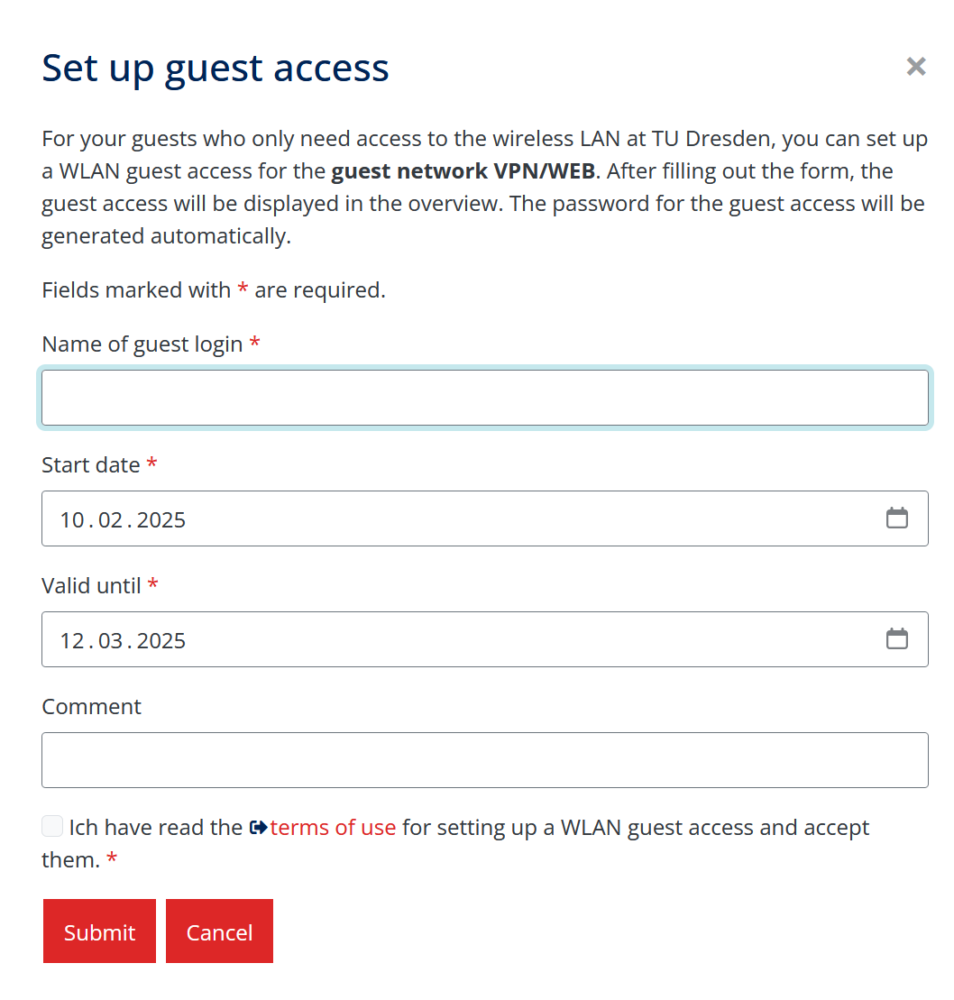 Set up guest access
For your guests who only need access to the wireless LAN at TU Dresden, you can set up
a WLAN guest access for the guest network VPN/WEB. After filling out the form, the
guest access will be displayed in the overview. The password for the guest access will be
generated automatically.
Fields marked with * are required.
Name of guest login *
Start date *
10.02.2025
Valid until *
12.03.2025
Comment
Ich have read the terms of use for setting up a WLAN guest access and accept
them. *
Submit Cancel